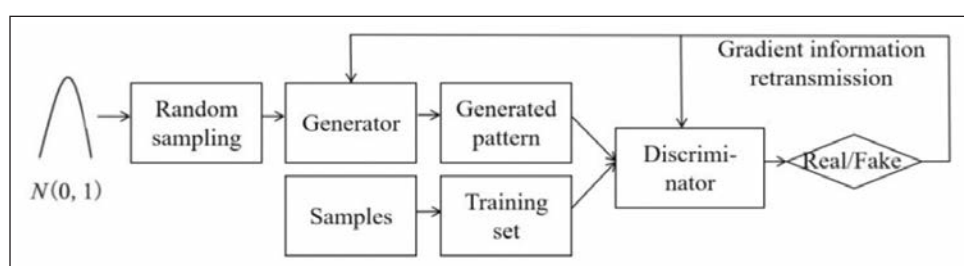 Gradient information
retransmission
N(0, 1)
Random
sampling
Generator
Generated
pattern
Samples
Training
set
Discrimi-
nator
Real/Fake